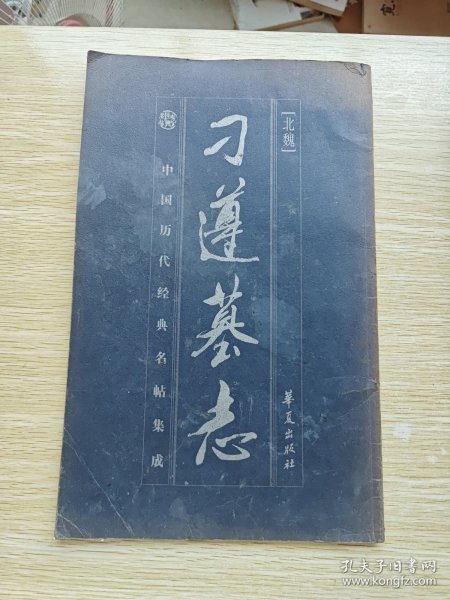 [北魏]
刁遵墓志
中国历代经典名帖集成
華夏出版社
孔夫子旧书网
www.kongfz.com